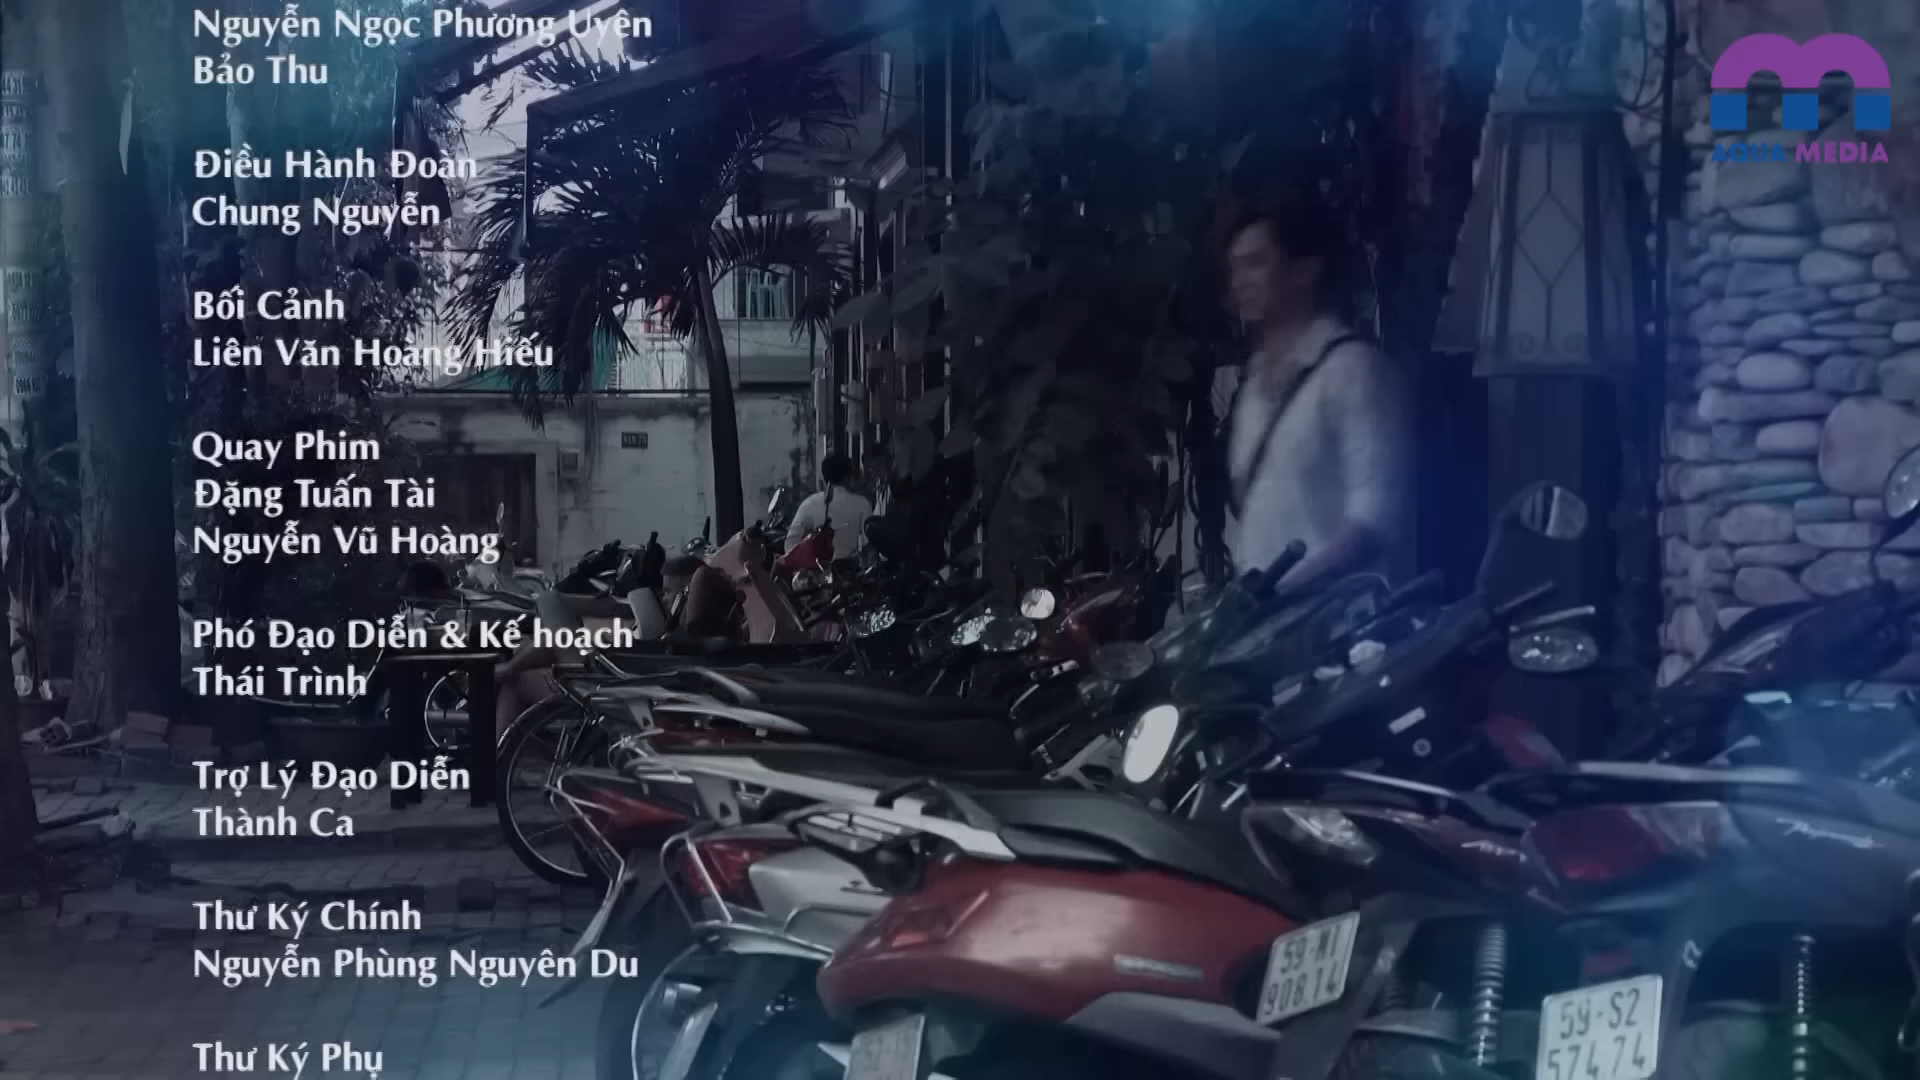 Nguyễn Ngọc Phương Uyên
Bảo Thu
Điều Hành Đoàn
Chung Nguyễn
Bối Cảnh
Liên Văn Hoàng Hiếu
Quay Phim
Đặng Tuấn Tài
Nguyễn Vũ Hoàng
Phó Đạo Diễn & Kế hoạch
Thái Trình
Trợ Lý Đạo Diễn
Thành Ca
Thư Ký Chính
Nguyễn Phùng Nguyên Du
Thư Ký Phụ
AQUA MEDIA
59-M1
908.14
59-S2
574.74